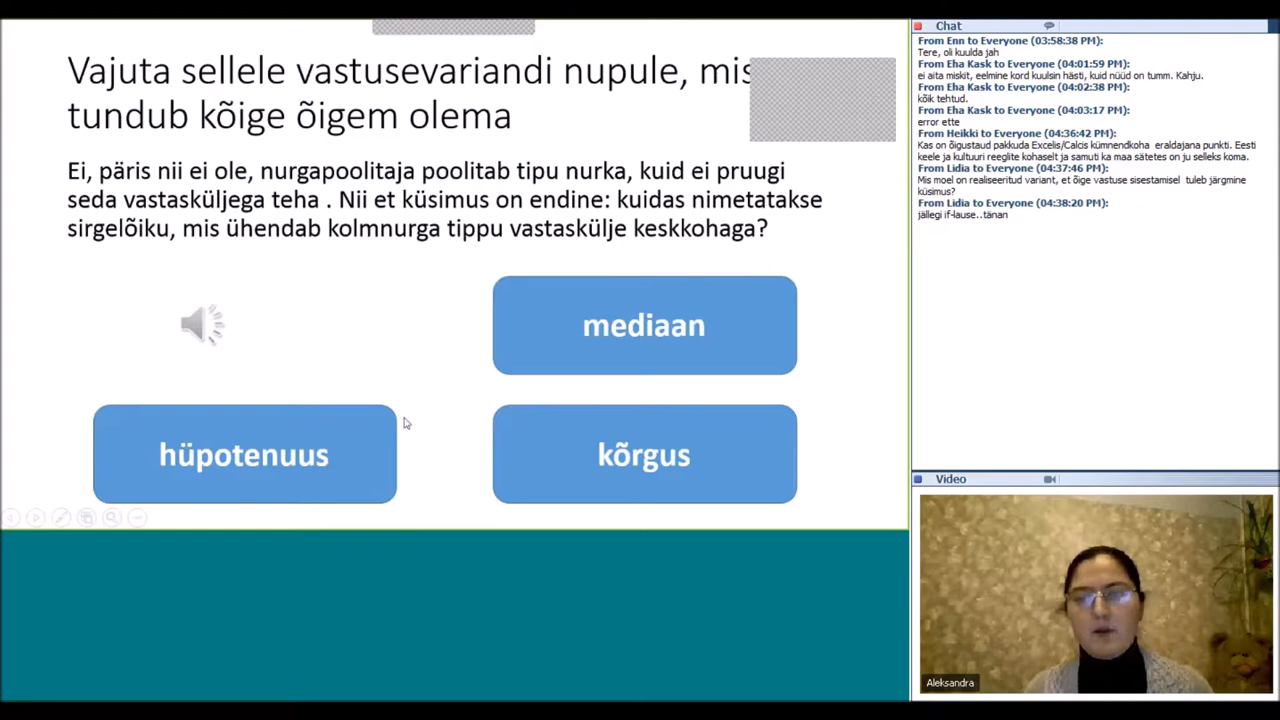 Vajuta sellele vastusevariandi nupule, mis
tundub kõige õigem olema
Ei, päris nii ei ole, nurgapoolitaja poolitab tipu nurka, kuid ei pruugi
seda vastasküljega teha . Nii et küsimus on endine: kuidas nimetatakse
sirgelõiku, mis ühendab kolmnurga tippu vastaskülje keskkohaga?
mediaan
hüpotenuus
kõrgus
Chat
From Enn to Everyone (03:58:38 PM):
Tere, oli kuulda jah
From Eha Kask to Everyone (04:01:59 PM):
ei aita miskit, eelmine kord kuulsin hästi, kuid nüüd on tumm. Kahju.
From Eha Kask to Everyone (04:02:38 PM):
kõik tehtud.
From Eha Kask to Everyone (04:03:17 PM):
error ette
From Heikki to Everyone (04:36:42 PM):
Kas on õigustaud pakkuda Excelis/Calcis kümnendkoha eraldajana punkti. Eesti
keele ja kultuuri reeglite kohaselt ja samuti ka maa sätetes on ju selleks koma.
From Lidia to Everyone (04:37:46 PM):
Mis moel on realiseeritud variant, et õige vastuse sisestamisel tuleb järgmine
küsimus?
From Lidia to Everyone (04:38:20 PM):
jällegi if-lause..tänan
Video
Aleksandra